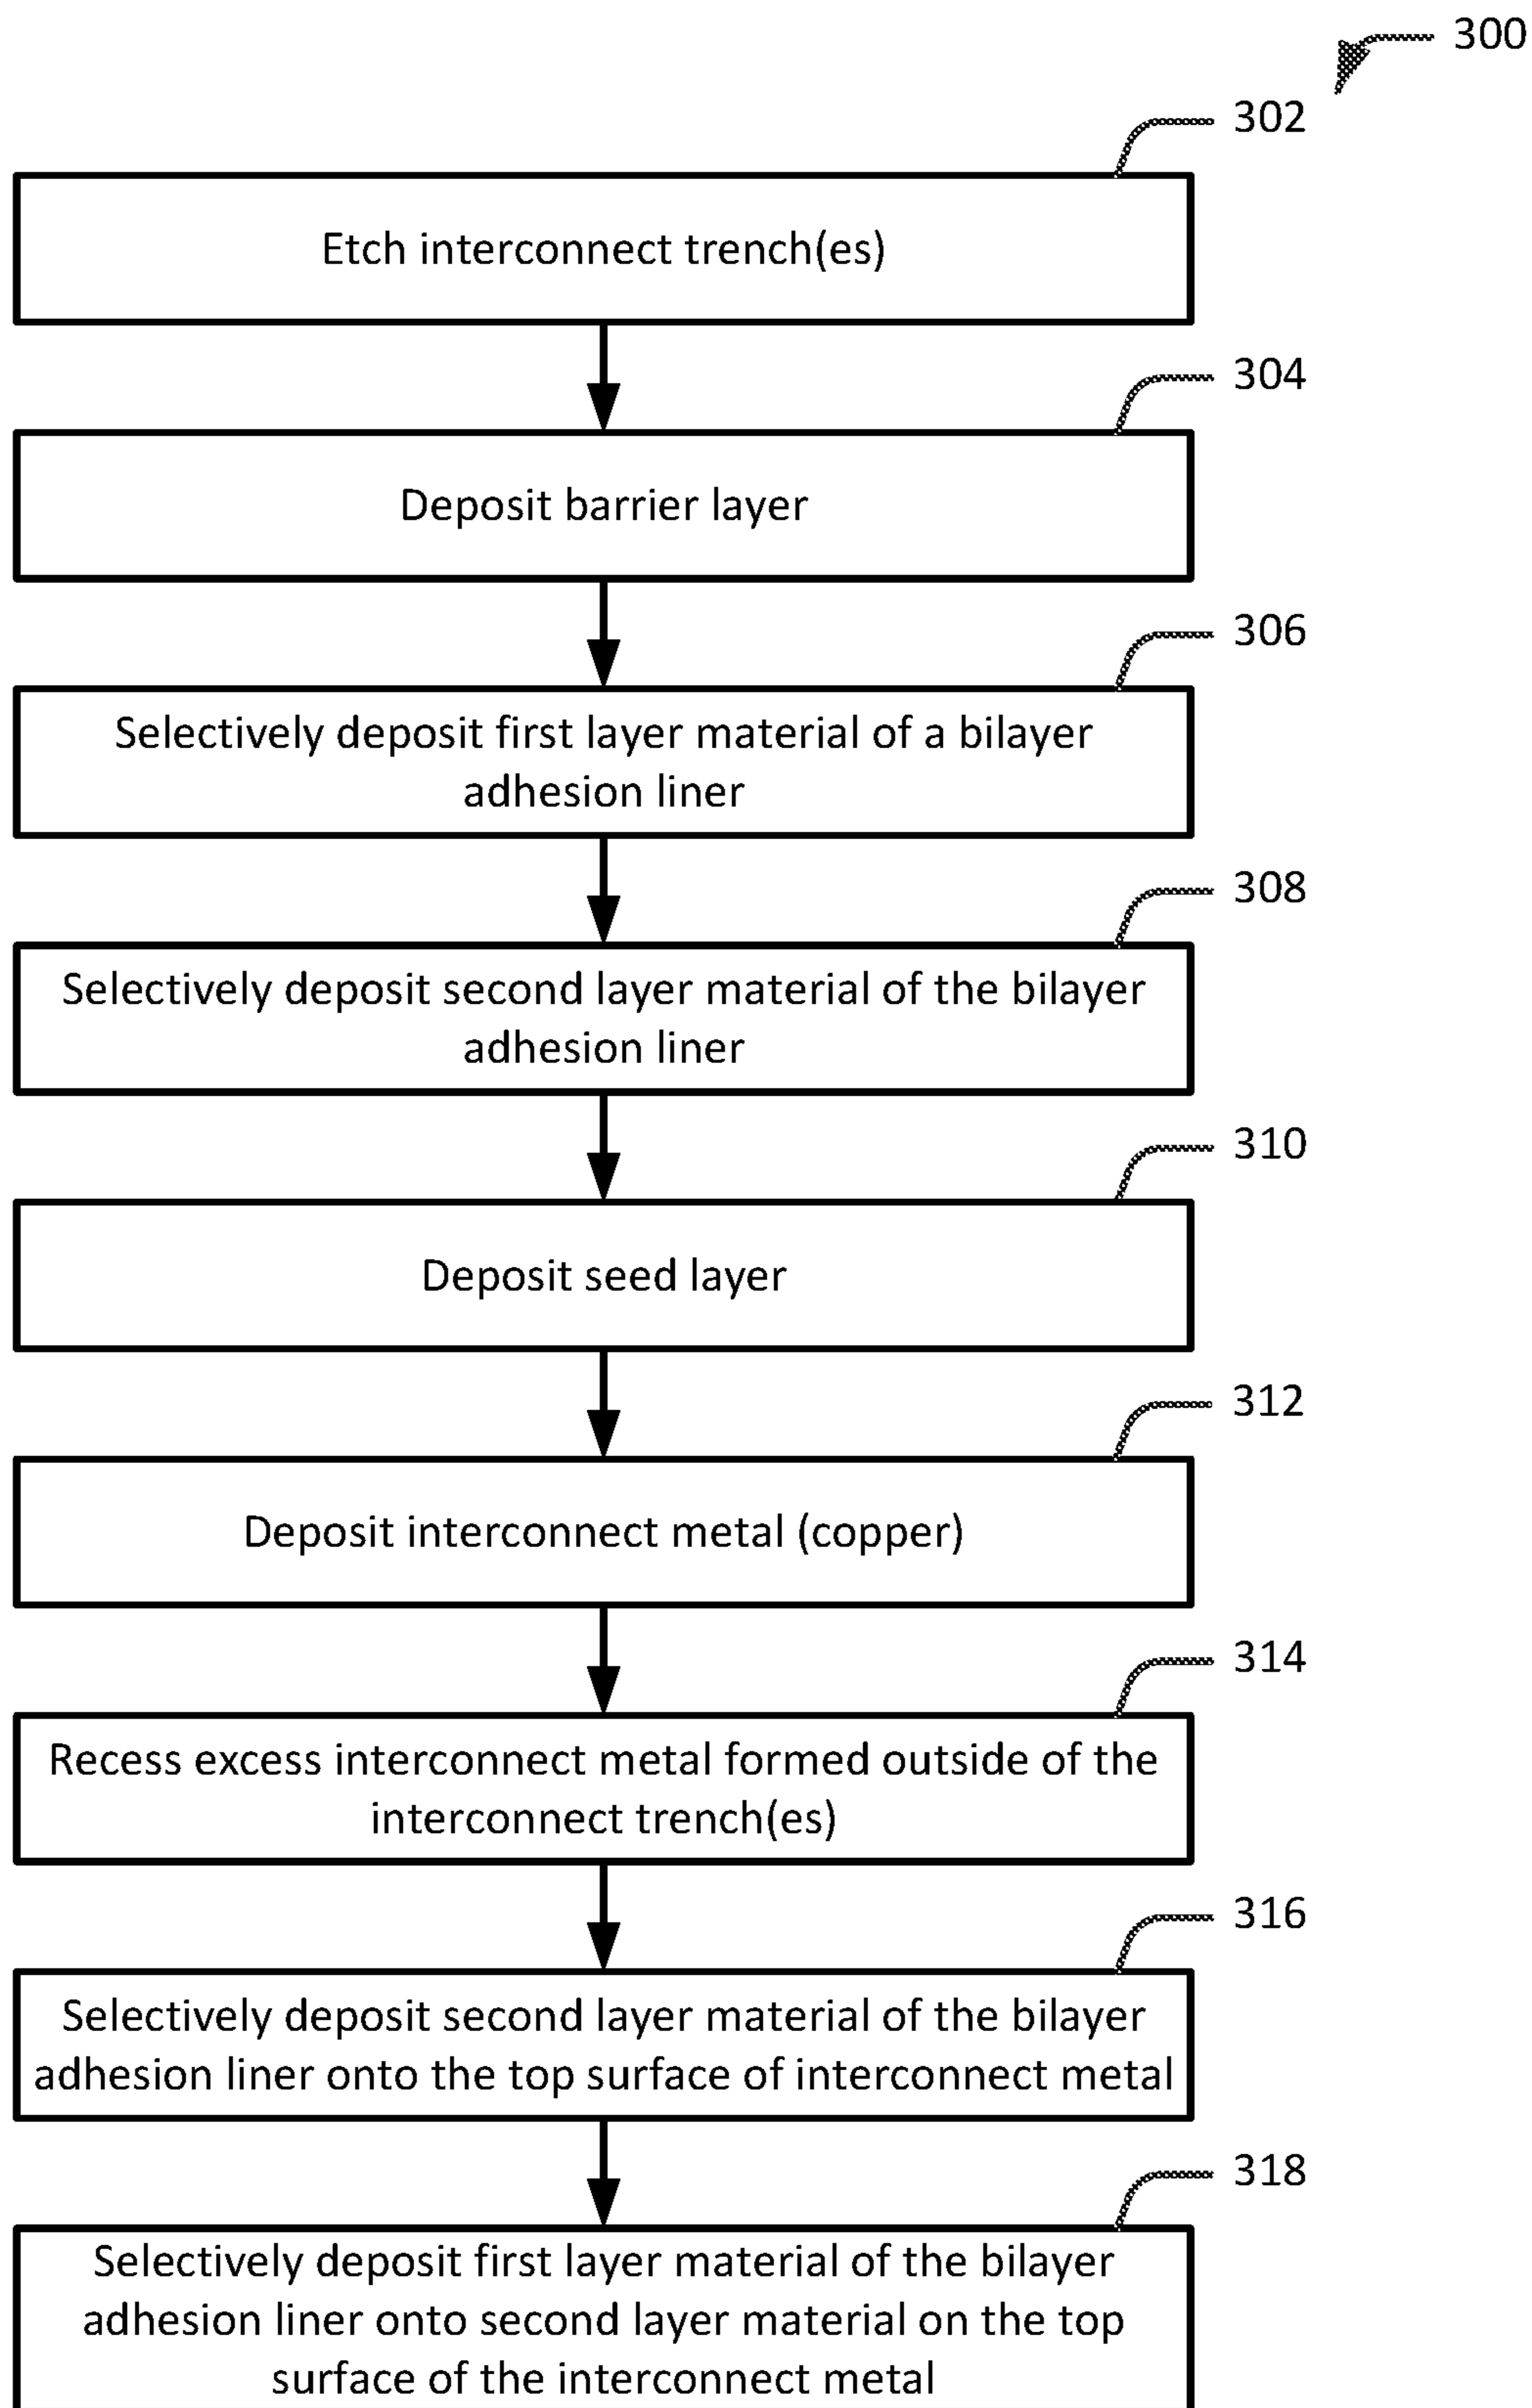 300
302
Etch interconnect trench(es)
304
Deposit barrier layer
306
Selectively deposit first layer material of a bilayer
adhesion liner
308
Selectively deposit second layer material of the bilayer
adhesion liner
310
Deposit seed layer
312
Deposit interconnect metal (copper)
314
Recess excess interconnect metal formed outside of the
interconnect trench(es)
316
Selectively deposit second layer material of the bilayer
adhesion liner onto the top surface of interconnect metal
318
Selectively deposit first layer material of the bilayer
adhesion liner onto second layer material on the top
surface of the interconnect metal